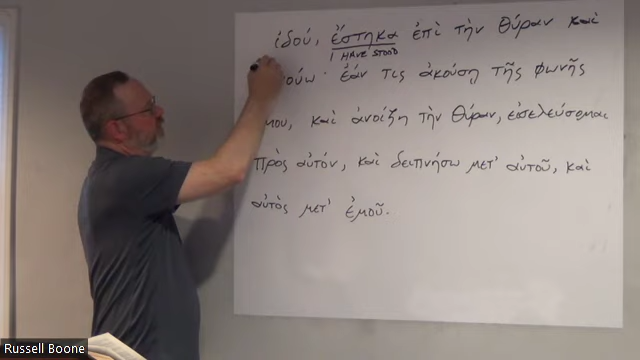 ἰδού, ἕστηκα ἐπὶ τὴν θύραν καὶ
I HAVE STOOD
ἐάν τις ἀκούσῃ τῆς φωνῆς
μου, καὶ ἀνοίξῃ τὴν θύραν, εἰσελεύσομαι
πρὸς αὐτόν, καὶ δειπνήσω μετ' αὐτοῦ, καὶ
αὐτὸς μετ' ἐμοῦ.
Russell Boone